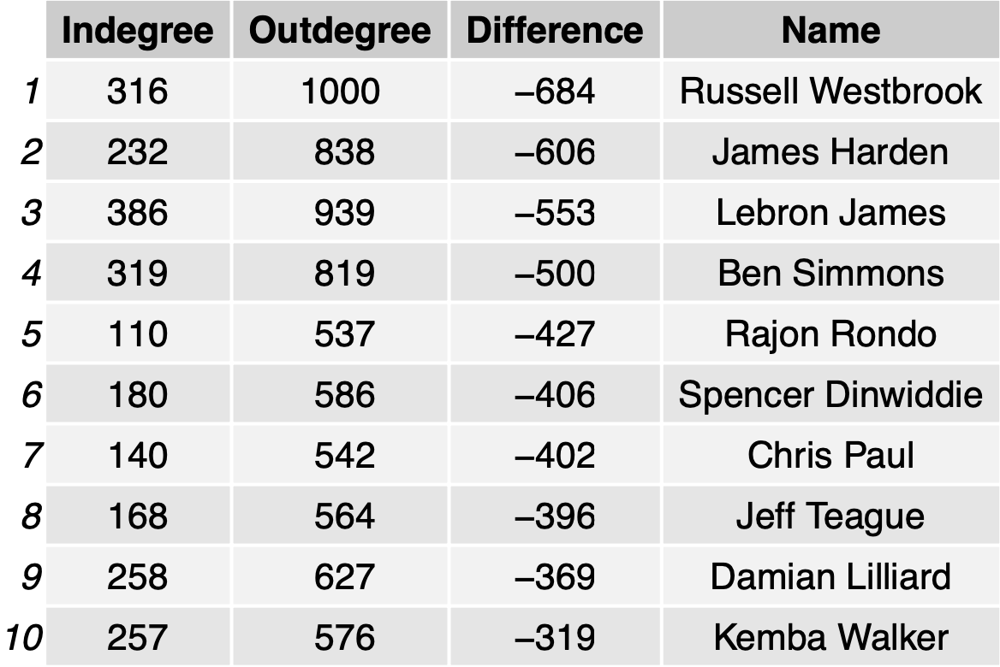 Indegree Outdegree Difference Name
1 316 1000 −684 Russell Westbrook
2 232 838 −606 James Harden
3 386 939 −553 Lebron James
4 319 819 −500 Ben Simmons
5 110 537 −427 Rajon Rondo
6 180 586 −406 Spencer Dinwiddie
7 140 542 −402 Chris Paul
8 168 564 −396 Jeff Teague
9 258 627 −369 Damian Lilliard
10 257 576 −319 Kemba Walker